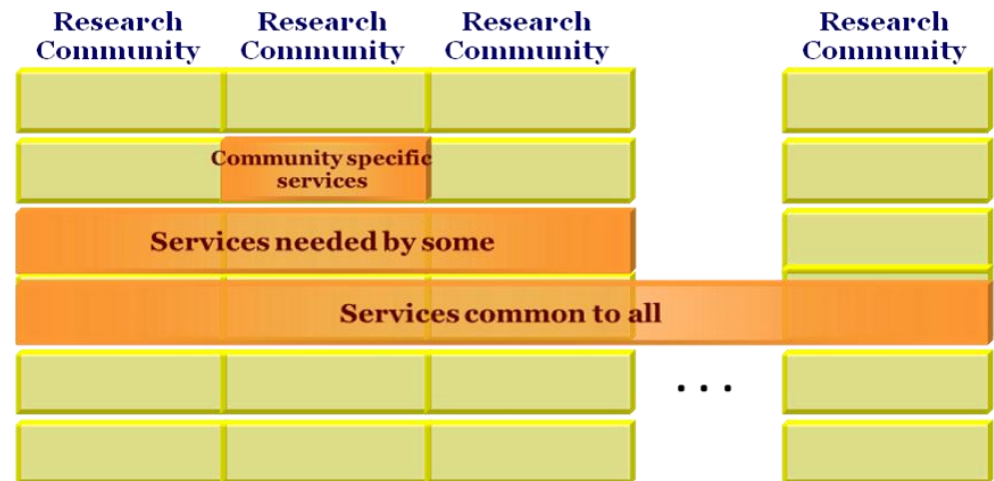 Research Community
Research Community
Research Community
Research Community
Community specific
services
Services needed by some
Services common to all
. . .